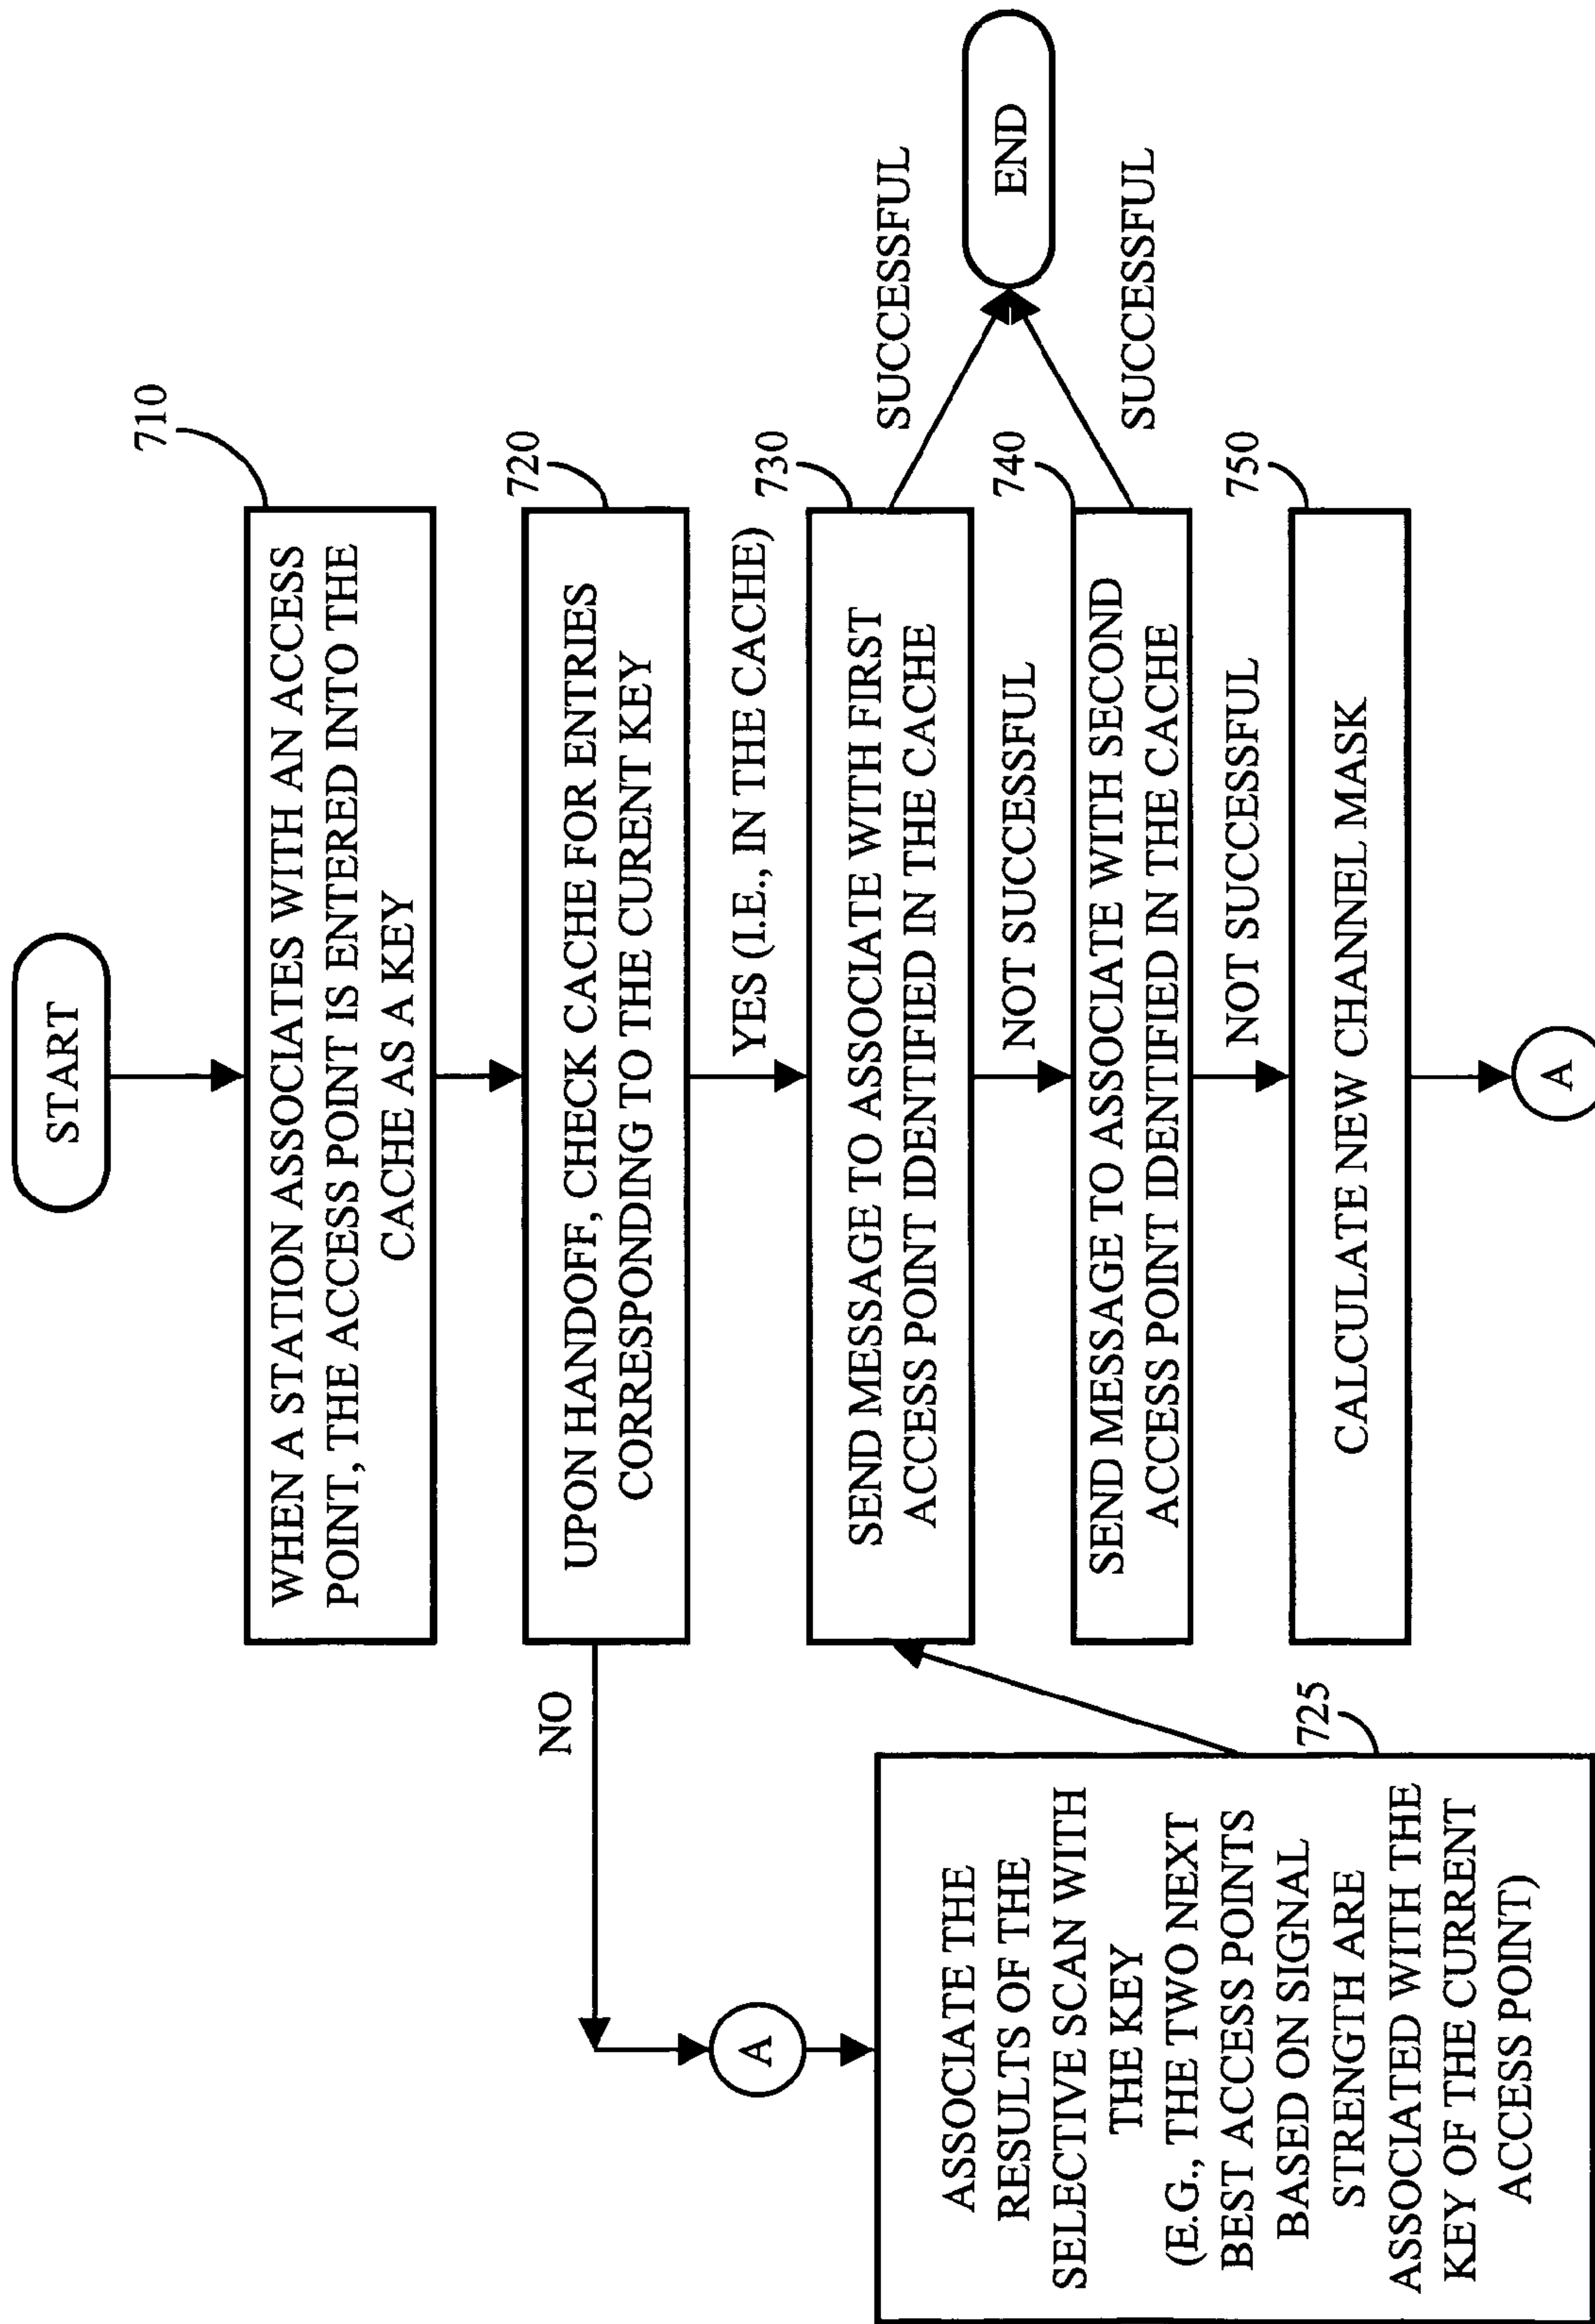 START
710
WHEN A STATION ASSOCIATES WITH AN ACCESS
POINT, THE ACCESS POINT IS ENTERED INTO THE
CACHE AS A KEY
720
UPON HANDOFF, CHECK CACHE FOR ENTRIES
CORRESPONDING TO THE CURENT KEY
NO
YES (I.E., IN THE CACHE)
A
730
SEND MESSAGE TO ASSOCIATE WITH FIRST
ACCESS POINT IDENTIFIED IN THE CACHE
SUCCESSFUL
END
NOT SUCCESSFUL
740
SEND MESSAGE TO ASSOCIATE WITH SECOND
ACCESS POINT IDENTIFIED IN THE CACHE
SUCCESSFUL
NOT SUCCESSFUL
750
CALCULATE NEW CHANNEL MASK
A
725
ASSOCIATE THE
RESULTS OF THE
SELECTIVE SCAN WITH
THE KEY
(E.G., THE TWO NEXT
BEST ACCESS POINTS
BASED ON SIGNAL
STRENGTH ARE
ASSOCIATED WITH THE
KEY OF THE CURRENT
ACCESS POINT)